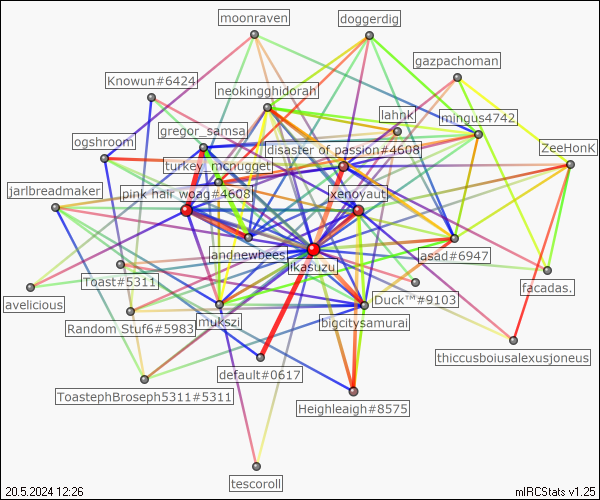 moonraven
doggerdig
gazpachoman
Knowun#6424
neokingghidorah
lahnk
mingus4742
gregor_samsa
ogshroom
disaster of passion#4608
ZeeHonK
turkey_mcnugget
jarlbreadmaker
pink hair woag#4608
xenoyaut
andnewbees
asad#6947
ikasuzu
Toast#5311
facadas.
avelicious
Duck™#9103
mukszi
bigcitysamurai
Random Stuf6#5983
thiccusboiusalexusjoneus
default#0617
ToastephBroseph5311#5311
Heighleagh#8575
tescoroll
20.5.2024 12:26
mIRCStats v1.25